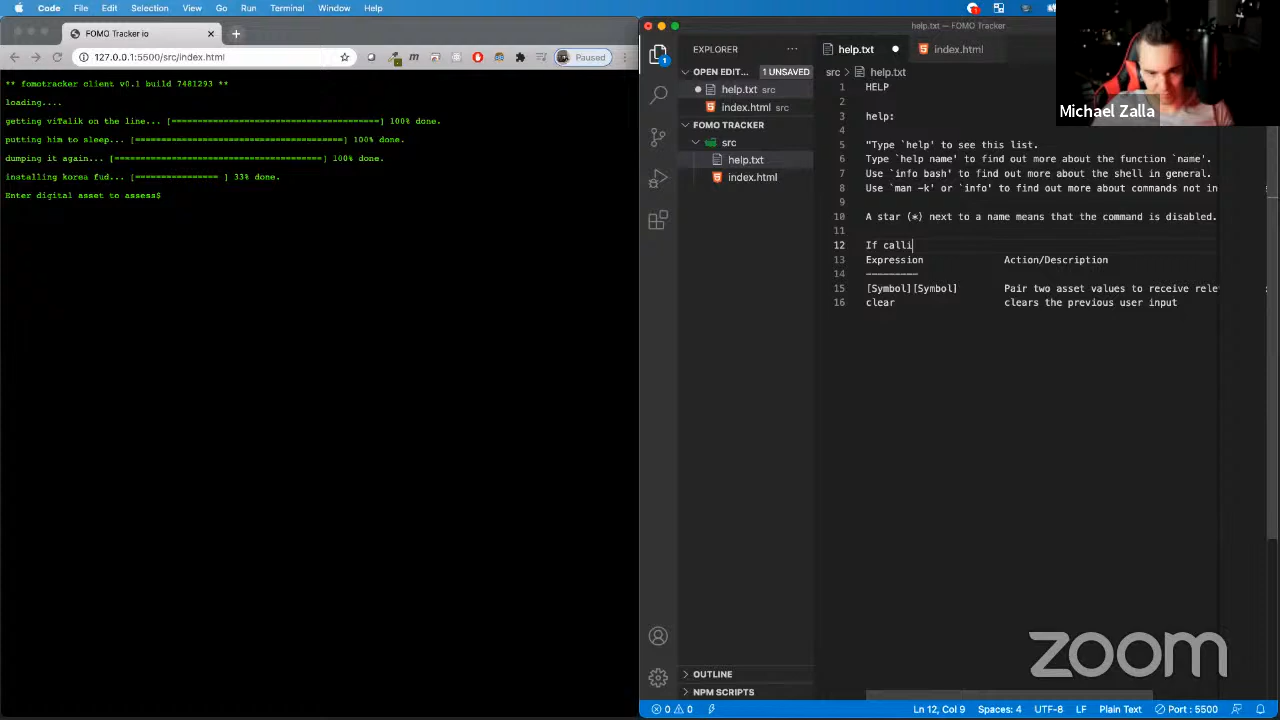 Code File Edit Selection View Go Run Terminal Window Help
FOMO Tracker io
127.0.0.1:5500/src/index.html
Paused
** fomotracker client v0.1 build 7481293 **
loading....
getting viTalik on the line... [========================================] 100% done.
putting him to sleep... [========================================] 100% done.
dumping it again... [========================================] 100% done.
installing korea fud... [================ ] 33% done.
Enter digital asset to assess$
help.txt — FOMO Tracker
EXPLORER
OPEN EDIT... 1 UNSAVED
help.txt src
index.html src
FOMO TRACKER
src
help.txt
index.html
OUTLINE
NPM SCRIPTS
help.txt
index.html
src > help.txt
1 HELP
2
3 help:
4
5 "Type `help' to see this list.
6 Type `help name' to find out more about the function `name'.
7 Use `info bash' to find out more about the shell in general.
8 Use `man -k' or `info' to find out more about commands not in
9
10 A star (*) next to a name means that the command is disabled.
11
12 If calli
13 Expression Action/Description
14 ---------
15 [Symbol][Symbol] Pair two asset values to receive rele
16 clear clears the previous user input
Michael Zalla
zoom
0 0
Ln 12, Col 9 Spaces: 4 UTF-8 LF Plain Text Port : 5500